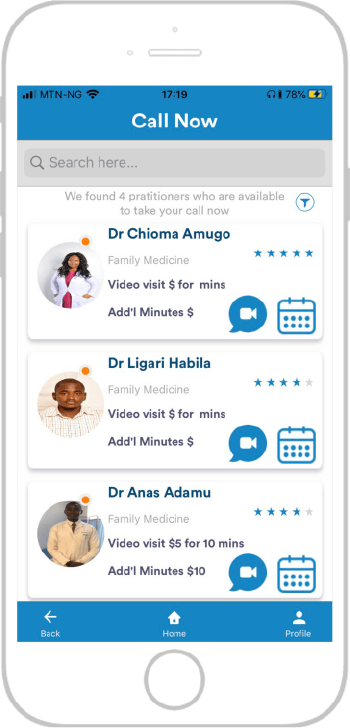 MTN-NG 17:19 78%
Call Now
Search here...
We found 4 pratitioners who are available
to take your call now
Dr Chioma Amugo
Family Medicine
Video visit $ for mins
Add'l Minutes $
Dr Ligari Habila
Family Medicine
Video visit $ for mins
Add'l Minutes $
Dr Anas Adamu
Family Medicine
Video visit $5 for 10 mins
Add'l Minutes $10
Back Home Profile